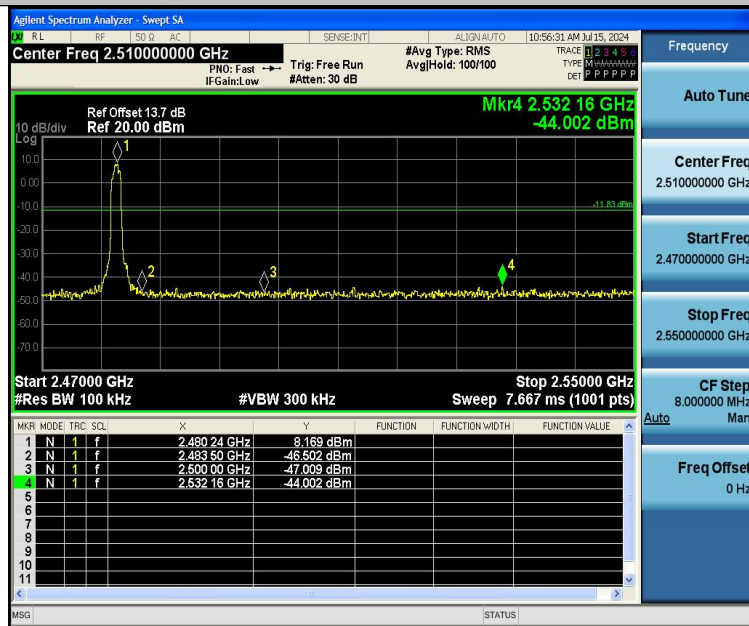 Agilent Spectrum Analyzer - Swept SA
LXI RL RF 50 Ω AC SENSE:INT ALIGN AUTO 10:56:31 AM Jul 15, 2024
Center Freq 2.510000000 GHz
PNO: Fast
IFGain:Low
Trig: Free Run
#Atten: 30 dB
#Avg Type: RMS
Avg|Hold: 100/100
TRACE 1 2 3 4 5 6
TYPE M
DET P P P P P P
Mkr4 2.532 16 GHz
-44.002 dBm
Ref Offset 13.7 dB
10 dB/div Ref 20.00 dBm
Log
10.0
0.00
-10.0
-20.0
-30.0
-40.0
-50.0
-60.0
-70.0
1
2
3
4
-11.83 dBm
Start 2.47000 GHz Stop 2.55000 GHz
#Res BW 100 kHz #VBW 300 kHz Sweep 7.667 ms (1001 pts)
MKR MODE TRC SCL X Y FUNCTION FUNCTION WIDTH FUNCTION VALUE
1 N 1 f 2.480 24 GHz 8.169 dBm
2 N 1 f 2.483 50 GHz -46.502 dBm
3 N 1 f 2.500 00 GHz -47.009 dBm
4 N 1 f 2.532 16 GHz -44.002 dBm
5
6
7
8
9
10
11
MSG STATUS
Frequency
Auto Tune
Center Freq
2.510000000 GHz
Start Freq
2.470000000 GHz
Stop Freq
2.550000000 GHz
CF Step
8.000000 MHz
Auto Man
Freq Offset
0 Hz